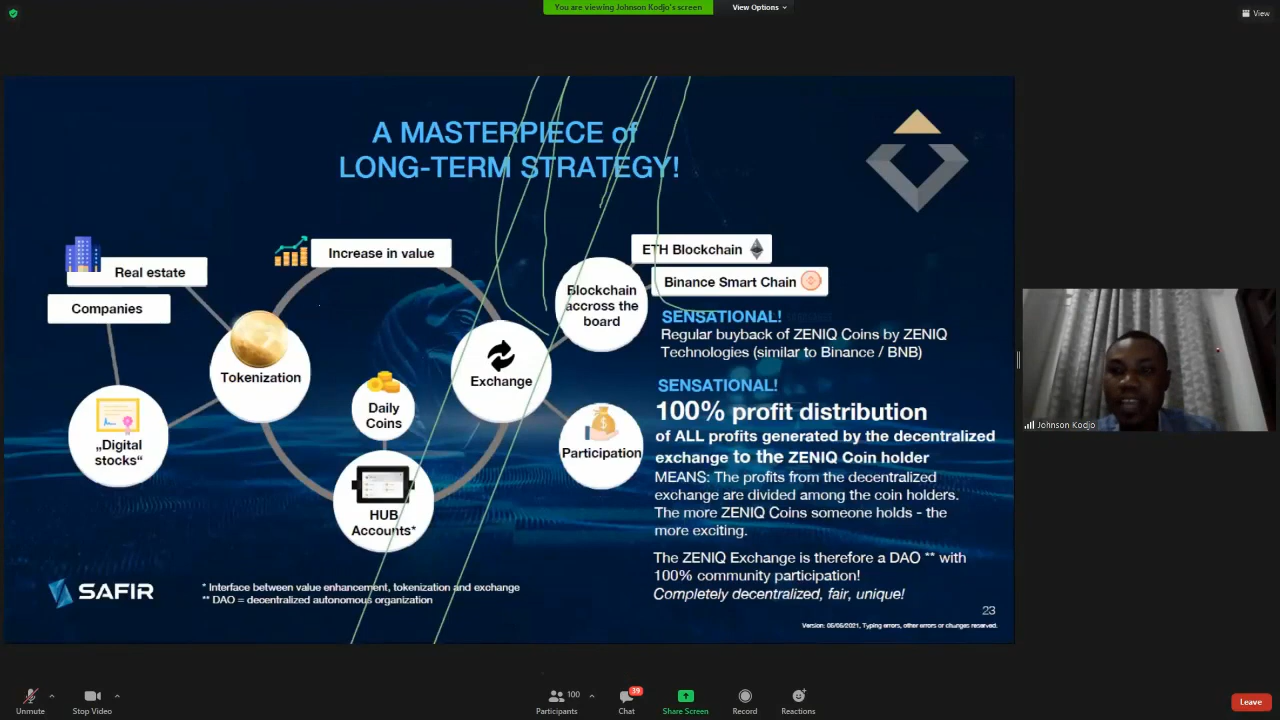 You are viewing Johnson Kodjo's screen
View Options
View
A MASTERPIECE of
LONG-TERM STRATEGY!
Real estate
Companies
Increase in value
ETH Blockchain
Binance Smart Chain
Blockchain
accross the
board
Tokenization
Exchange
Daily
Coins
„Digital
stocks“
HUB
Accounts*
Participation
SENSATIONAL!
Regular buyback of ZENIQ Coins by ZENIQ
Technologies (similar to Binance / BNB)
SENSATIONAL!
100% profit distribution
of ALL profits generated by the decentralized
exchange to the ZENIQ Coin holder
MEANS: The profits from the decentralized
exchange are divided among the coin holders.
The more ZENIQ Coins someone holds - the
more exciting.
The ZENIQ Exchange is therefore a DAO ** with
100% community participation!
Completely decentralized, fair, unique!
SAFIR
* Interface between value enhancement, tokenization and exchange
** DAO = decentralized autonomous organization
23
Version: 06/06/2021, Typing errors, other errors or changes reserved.
Johnson Kodjo
Unmute
Stop Video
100
Participants
39
Chat
Share Screen
Record
Reactions
Leave